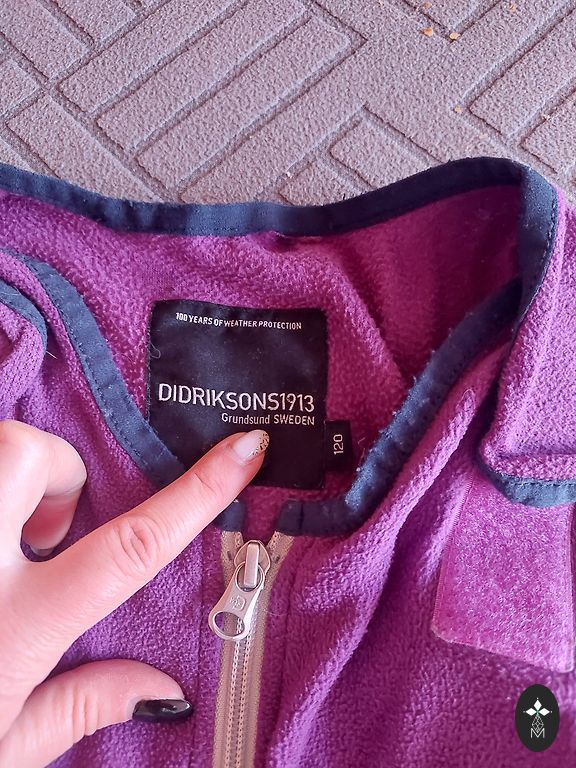 100 YEARS OF WEATHER PROTECTION
DIDRIKSONS1913
Grundsund SWEDEN
120